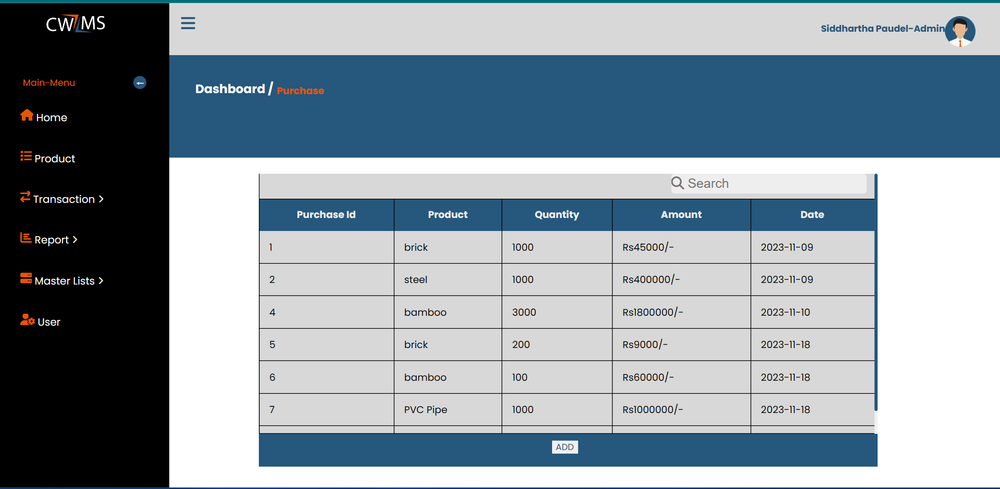 CWMS
Siddhartha Paudel-Admin
Main-Menu
Home
Product
Transaction
Report
Master Lists
User
Dashboard / Purchase
Search
Purchase Id Product Quantity Amount Date
1 brick 1000 Rs45000/- 2023-11-09
2 steel 1000 Rs400000/- 2023-11-09
4 bamboo 3000 Rs1800000/- 2023-11-10
5 brick 200 Rs9000/- 2023-11-18
6 bamboo 100 Rs60000/- 2023-11-18
7 PVC Pipe 1000 Rs1000000/- 2023-11-18
ADD